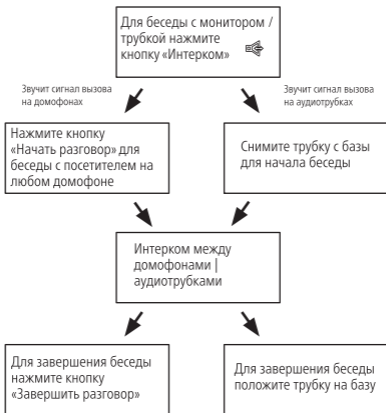 Для беседы с монитором /
трубкой нажмите
кнопку «Интерком»
Звучит сигнал вызова
на домофонах
Звучит сигнал вызова
на аудиотрубках
Нажмите кнопку
«Начать разговор» для
беседы с посетителем на
любом домофоне
Снимите трубку с базы
для начала беседы
Интерком между
домофонами |
аудиотрубками
Для завершения беседы
нажмите кнопку
«Завершить разговор»
Для завершения беседы
положите трубку на базу